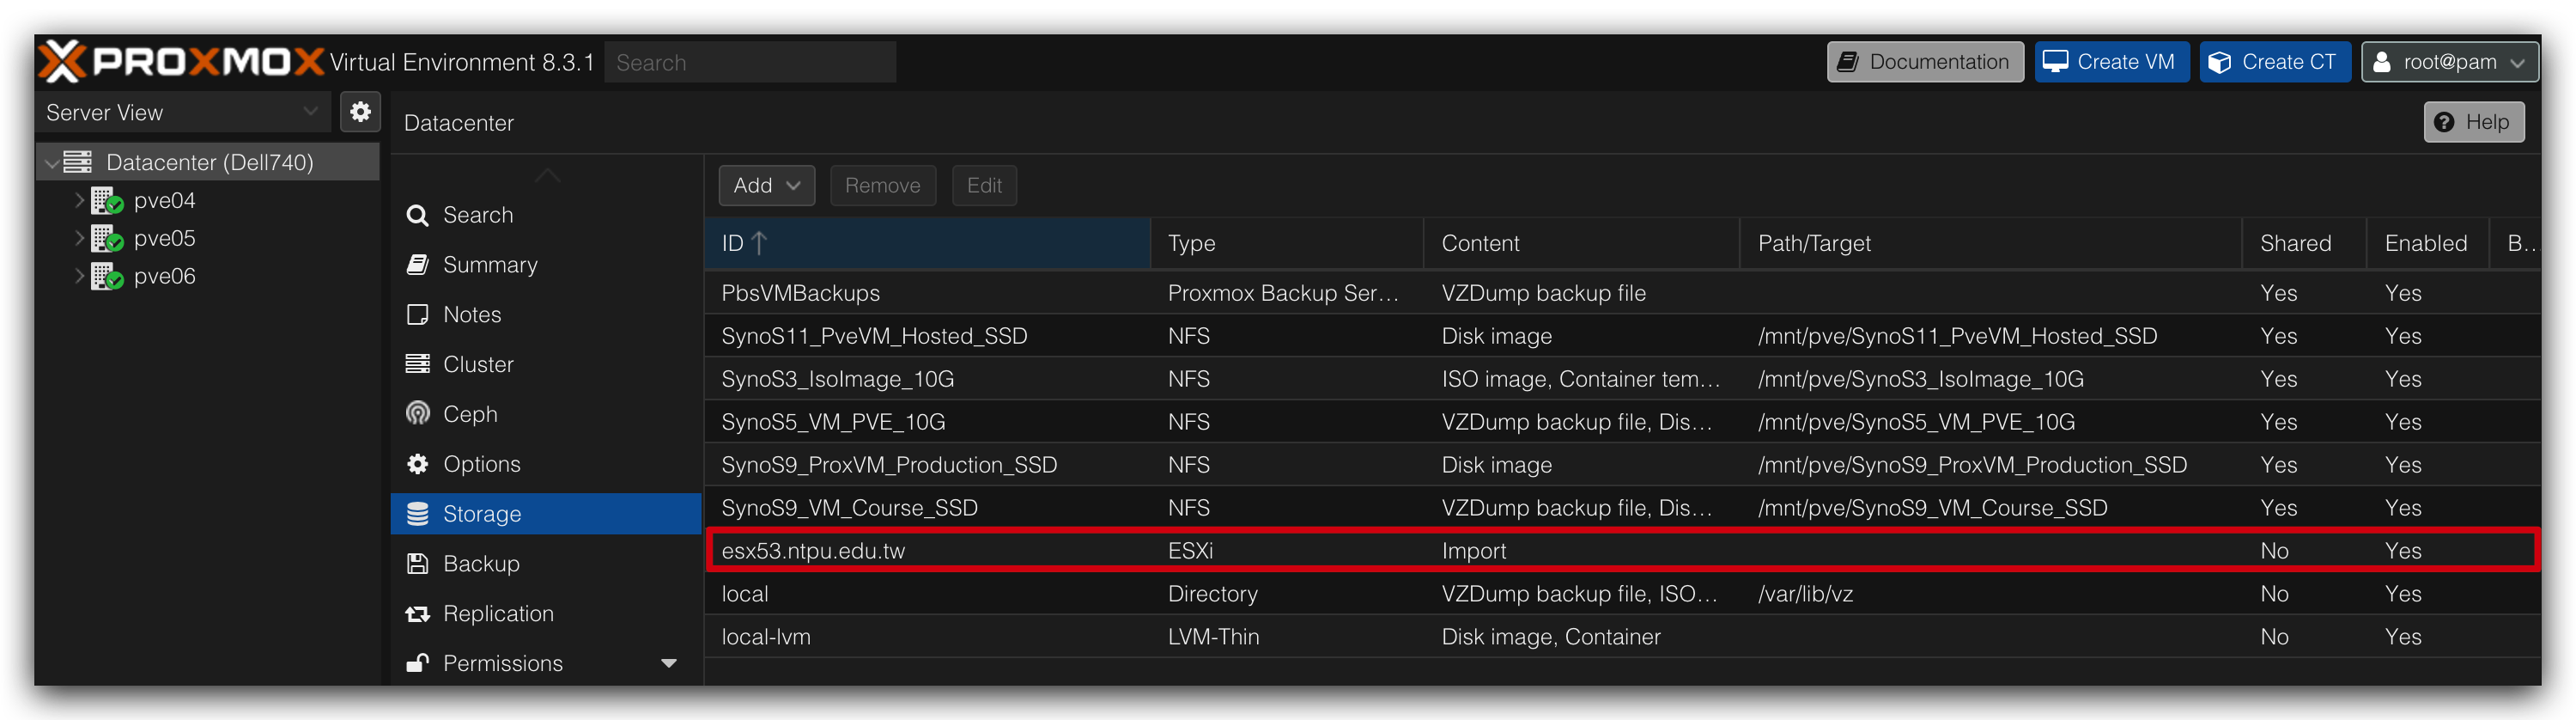 PROXMOX Virtual Environment 8.3.1 Search Documentation Create VM Create CT root@pam
Server View
Datacenter Help
Datacenter (Dell740)
pve04
pve05
pve06
Search
Summary
Notes
Cluster
Ceph
Options
Storage
Backup
Replication
Permissions
Add Remove Edit
ID Type Content Path/Target Shared Enabled B...
PbsVMBackups Proxmox Backup Ser... VZDump backup file Yes Yes
SynoS11_PveVM_Hosted_SSD NFS Disk image /mnt/pve/SynoS11_PveVM_Hosted_SSD Yes Yes
SynoS3_IsoImage_10G NFS ISO image, Container tem... /mnt/pve/SynoS3_IsoImage_10G Yes Yes
SynoS5_VM_PVE_10G NFS VZDump backup file, Dis... /mnt/pve/SynoS5_VM_PVE_10G Yes Yes
SynoS9_ProxVM_Production_SSD NFS Disk image /mnt/pve/SynoS9_ProxVM_Production_SSD Yes Yes
SynoS9_VM_Course_SSD NFS VZDump backup file, Dis... /mnt/pve/SynoS9_VM_Course_SSD Yes Yes
esx53.ntpu.edu.tw ESXi Import No Yes
local Directory VZDump backup file, ISO... /var/lib/vz No Yes
local-lvm LVM-Thin Disk image, Container No Yes